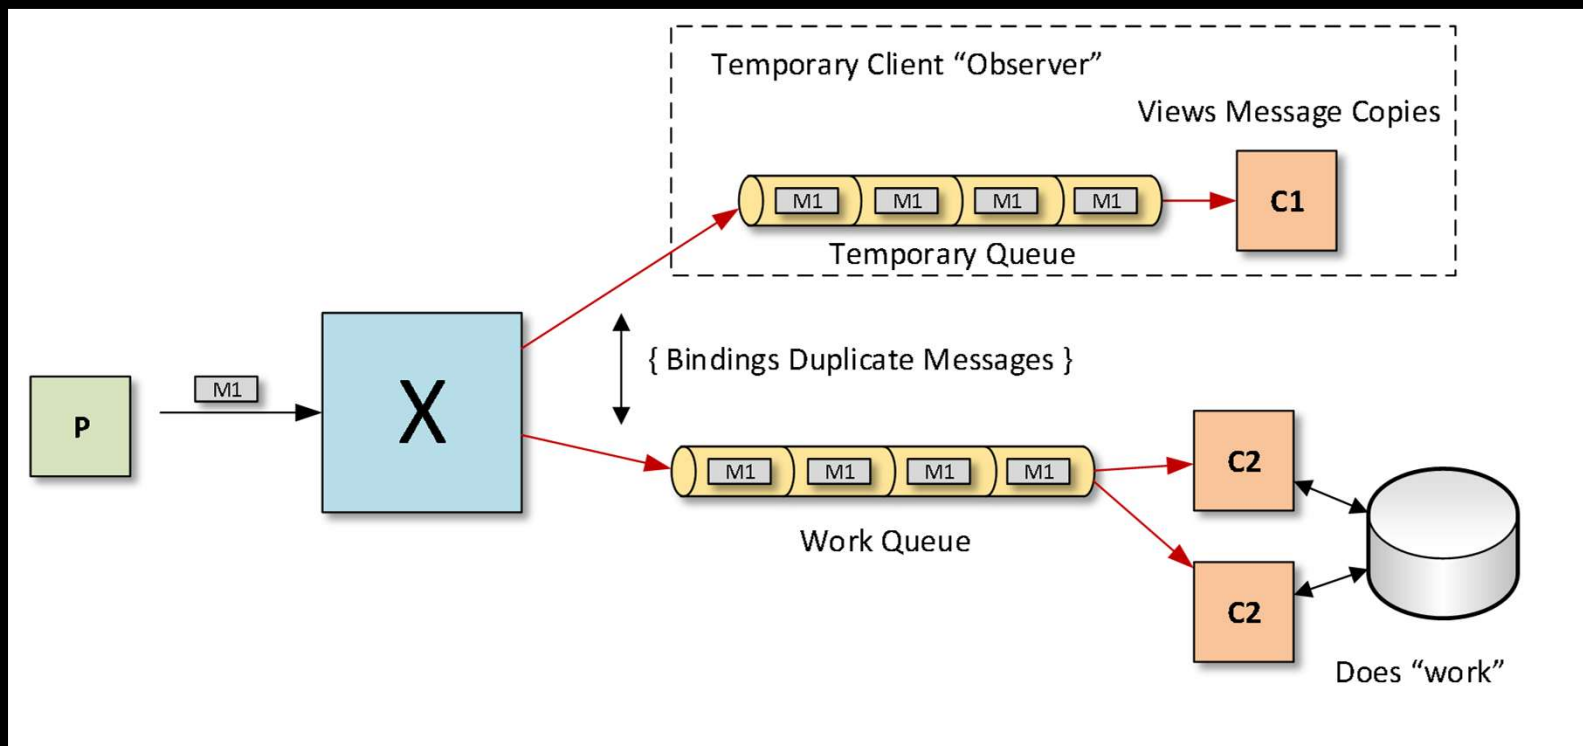 Temporary Client “Observer”
Views Message Copies
M1 M1 M1 M1
C1
Temporary Queue
{ Bindings Duplicate Messages }
M1
P
X
M1 M1 M1 M1
C2
Work Queue
C2
Does “work”